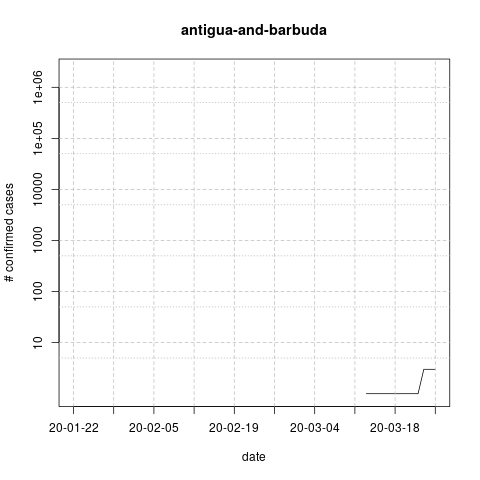 antigua-and-barbuda
# confirmed cases
1e+06
1e+05
10000
1000
100
10
20-01-22 20-02-05 20-02-19 20-03-04 20-03-18
date